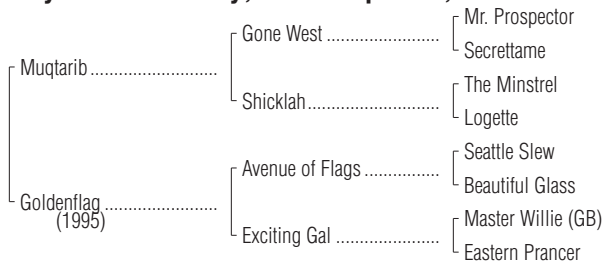 Mr. Prospector
Gone West ........................
Secrettame
Muqtarib ...........................
The Minstrel
Shicklah............................
Logette
Seattle Slew
Avenue of Flags ................
Beautiful Glass
Goldenflag ........................
(1995)
Master Willie (GB)
Exciting Gal ......................
Eastern Prancer